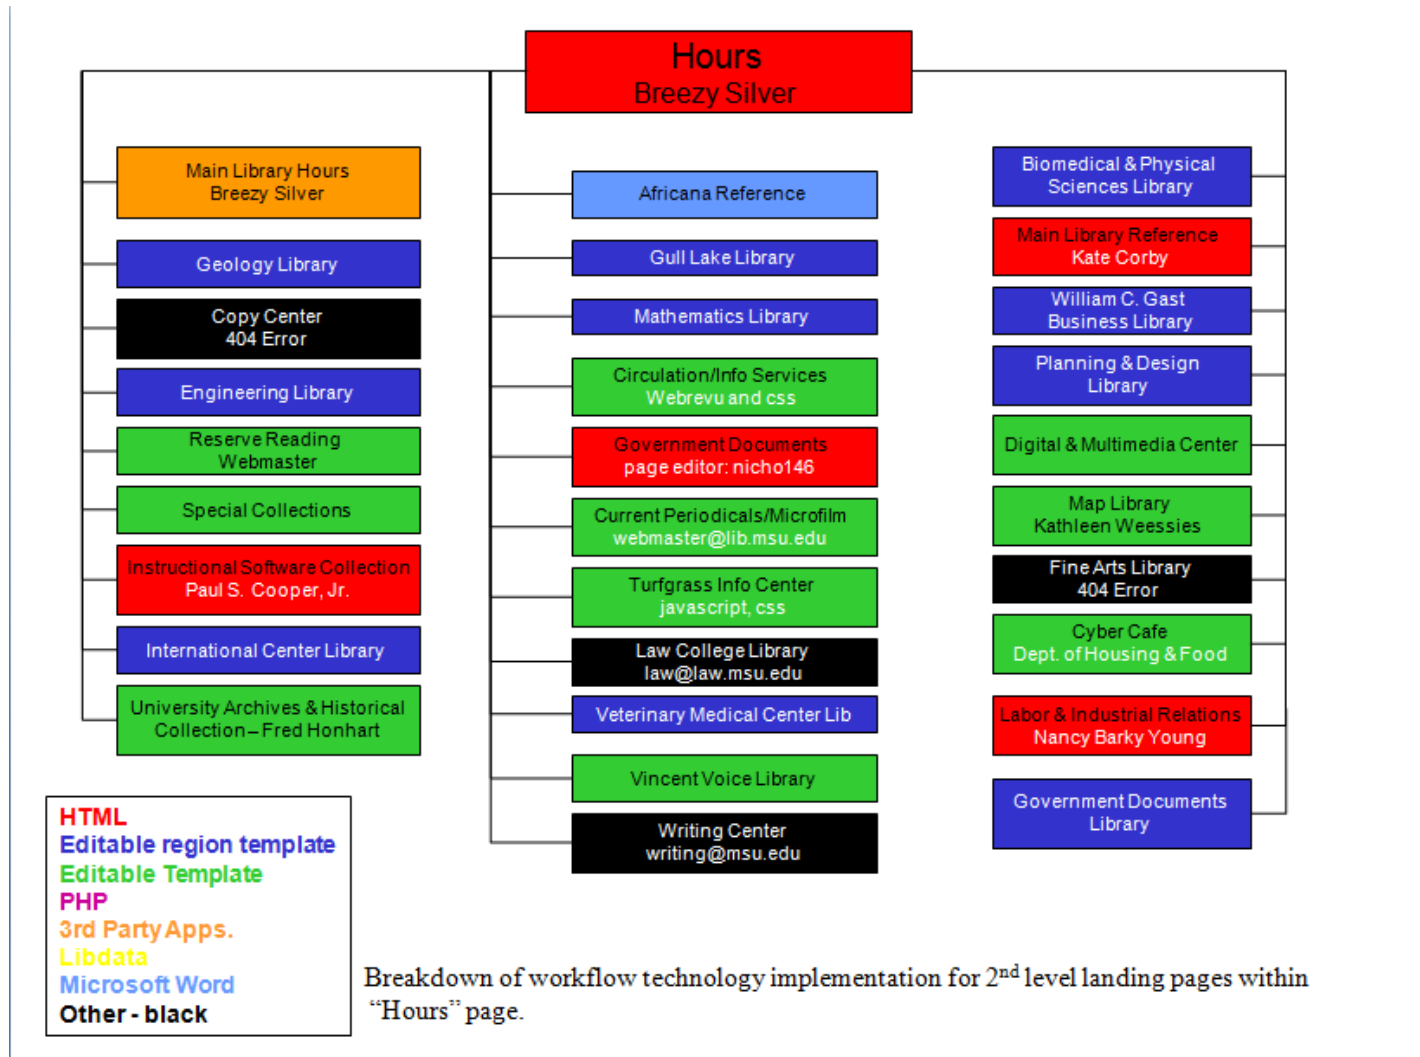 Hours
Breezy Silver
Main Library Hours
Breezy Silver
Geology Library
Copy Center
404 Error
Engineering Library
Reserve Reading
Webmaster
Special Collections
Instructional Software Collection
Paul S. Cooper, Jr.
International Center Library
University Archives & Historical
Collection – Fred Honhart
Africana Reference
Gull Lake Library
Mathematics Library
Circulation/Info Services
Webrevu and css
Government Documents
page editor: nicho146
Current Periodicals/Microfilm
webmaster@lib.msu.edu
Turfgrass Info Center
javascript, css
Law College Library
law@law.msu.edu
Veterinary Medical Center Lib
Vincent Voice Library
Writing Center
writing@msu.edu
Biomedical & Physical
Sciences Library
Main Library Reference
Kate Corby
William C. Gast
Business Library
Planning & Design
Library
Digital & Multimedia Center
Map Library
Kathleen Weessies
Fine Arts Library
404 Error
Cyber Cafe
Dept. of Housing & Food
Labor & Industrial Relations
Nancy Barky Young
Government Documents
Library
HTML
Editable region template
Editable Template
PHP
3rd Party Apps.
Libdata
Microsoft Word
Other - black
Breakdown of workflow technology implementation for 2nd level landing pages within
“Hours” page.